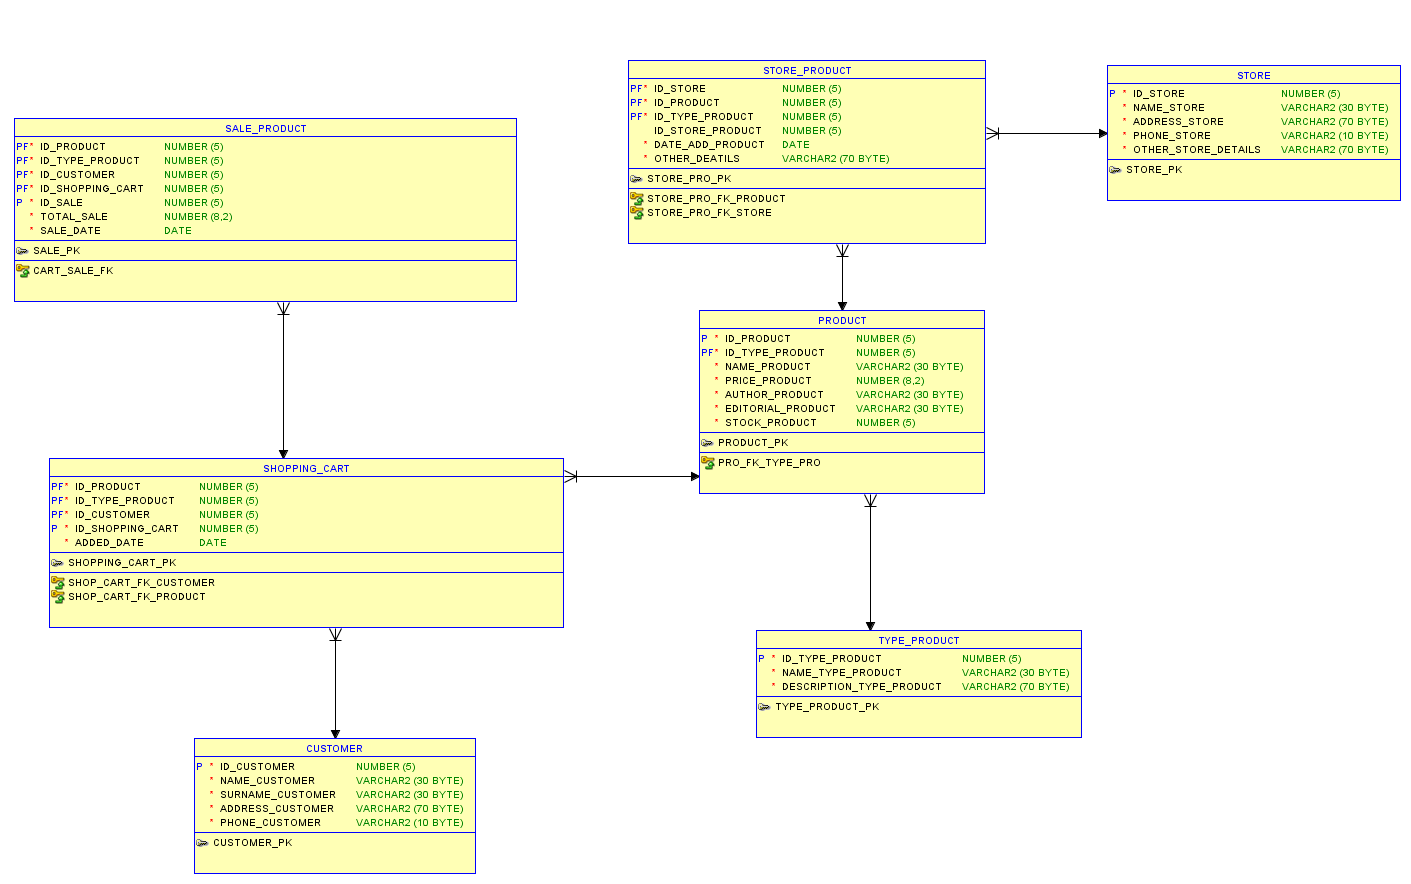 STORE_PRODUCT
PF* ID_STORE NUMBER (5)
PF* ID_PRODUCT NUMBER (5)
PF* ID_TYPE_PRODUCT NUMBER (5)
ID_STORE_PRODUCT NUMBER (5)
* DATE_ADD_PRODUCT DATE
* OTHER_DEATILS VARCHAR2 (70 BYTE)
STORE_PRO_PK
STORE_PRO_FK_PRODUCT
STORE_PRO_FK_STORE
STORE
P * ID_STORE NUMBER (5)
* NAME_STORE VARCHAR2 (30 BYTE)
* ADDRESS_STORE VARCHAR2 (70 BYTE)
* PHONE_STORE VARCHAR2 (10 BYTE)
* OTHER_STORE_DETAILS VARCHAR2 (70 BYTE)
STORE_PK
SALE_PRODUCT
PF* ID_PRODUCT NUMBER (5)
PF* ID_TYPE_PRODUCT NUMBER (5)
PF* ID_CUSTOMER NUMBER (5)
PF* ID_SHOPPING_CART NUMBER (5)
P * ID_SALE NUMBER (5)
* TOTAL_SALE NUMBER (8,2)
* SALE_DATE DATE
SALE_PK
CART_SALE_FK
PRODUCT
P * ID_PRODUCT NUMBER (5)
PF* ID_TYPE_PRODUCT NUMBER (5)
* NAME_PRODUCT VARCHAR2 (30 BYTE)
* PRICE_PRODUCT NUMBER (8,2)
* AUTHOR_PRODUCT VARCHAR2 (30 BYTE)
* EDITORIAL_PRODUCT VARCHAR2 (30 BYTE)
* STOCK_PRODUCT NUMBER (5)
PRODUCT_PK
PRO_FK_TYPE_PRO
SHOPPING_CART
PF* ID_PRODUCT NUMBER (5)
PF* ID_TYPE_PRODUCT NUMBER (5)
PF* ID_CUSTOMER NUMBER (5)
P * ID_SHOPPING_CART NUMBER (5)
* ADDED_DATE DATE
SHOPPING_CART_PK
SHOP_CART_FK_CUSTOMER
SHOP_CART_FK_PRODUCT
TYPE_PRODUCT
P * ID_TYPE_PRODUCT NUMBER (5)
* NAME_TYPE_PRODUCT VARCHAR2 (30 BYTE)
* DESCRIPTION_TYPE_PRODUCT VARCHAR2 (70 BYTE)
TYPE_PRODUCT_PK
CUSTOMER
P * ID_CUSTOMER NUMBER (5)
* NAME_CUSTOMER VARCHAR2 (30 BYTE)
* SURNAME_CUSTOMER VARCHAR2 (30 BYTE)
* ADDRESS_CUSTOMER VARCHAR2 (70 BYTE)
* PHONE_CUSTOMER VARCHAR2 (10 BYTE)
CUSTOMER_PK